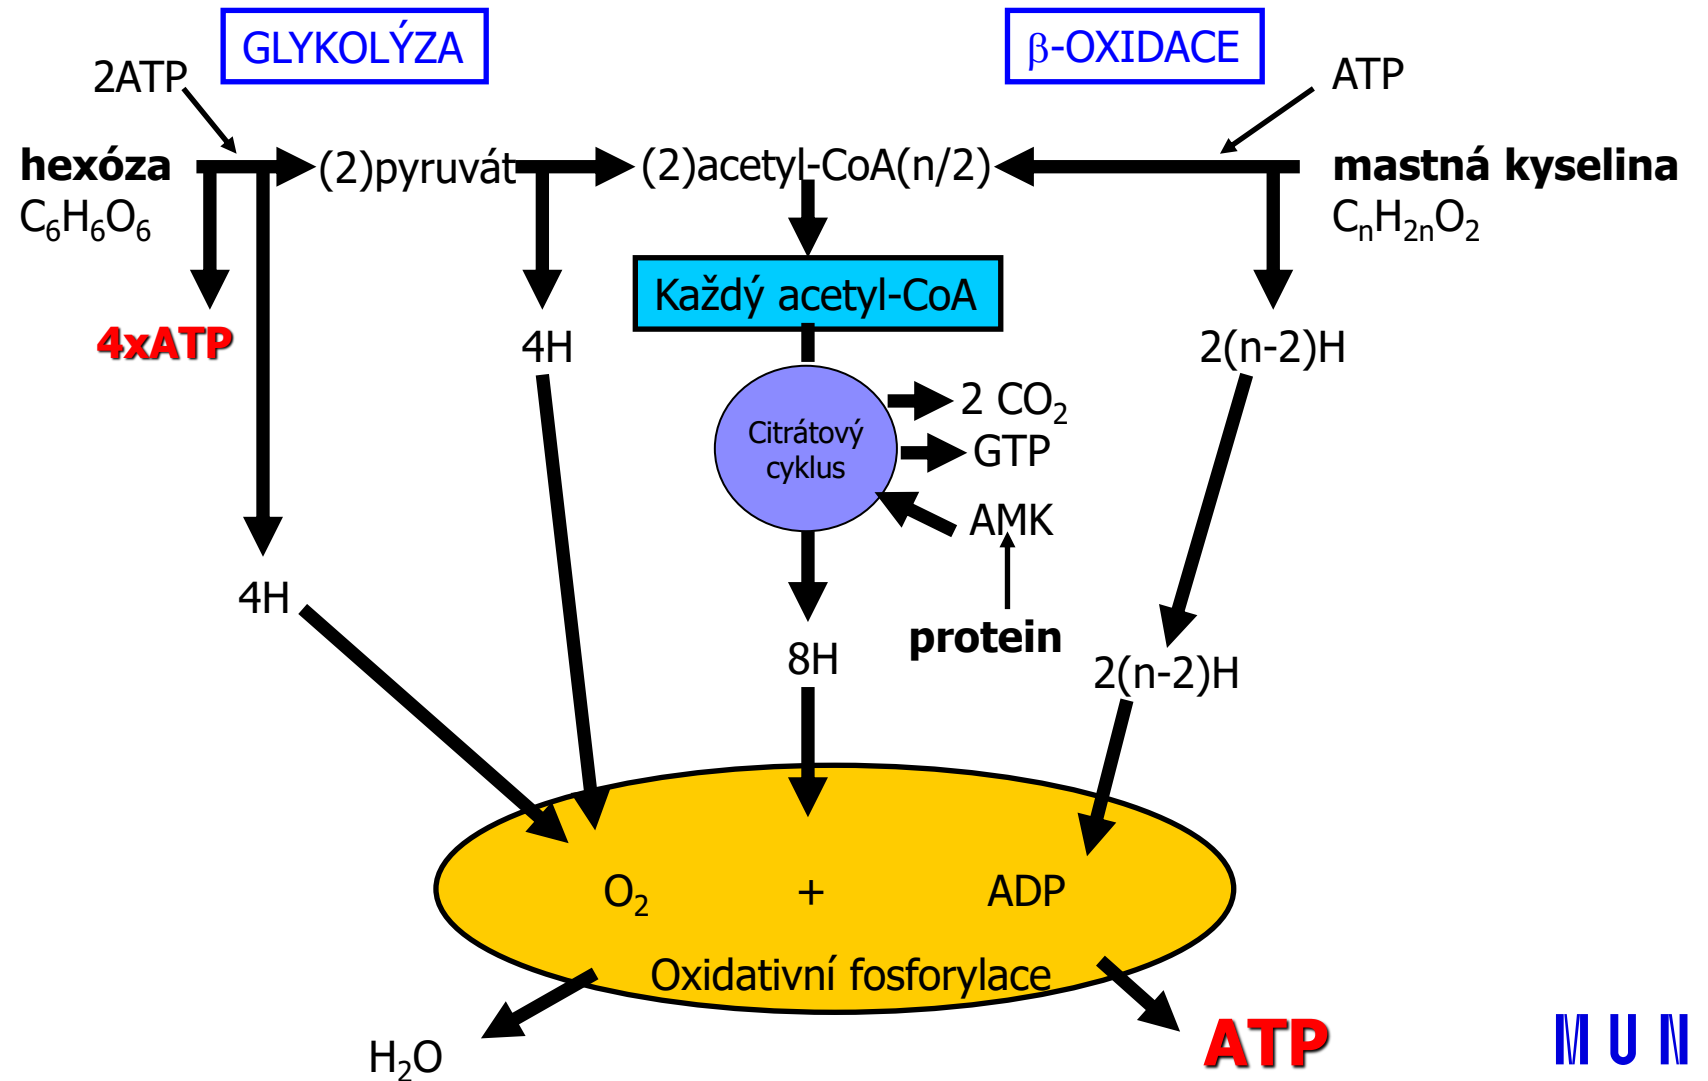 GLYKOLÝZA
β-OXIDACE
2ATP
ATP
hexóza
C₆H₆O₆
(2)pyruvát
(2)acetyl-CoA(n/2)
mastná kyselina
CₙH₂ₙO₂
Každý acetyl-CoA
4xATP
4H
2(n-2)H
Citrátový
cyklus
2 CO₂
GTP
AMK
4H
protein
8H
2(n-2)H
O₂ + ADP
Oxidativní fosforylace
H₂O
ATP
MUN